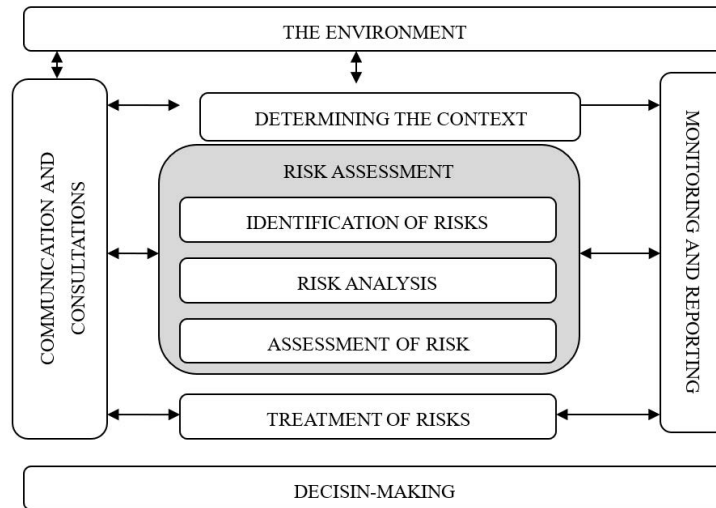 THE ENVIRONMENT
COMMUNICATION AND
CONSULTATIONS
DETERMINING THE CONTEXT
RISK ASSESSMENT
IDENTIFICATION OF RISKS
RISK ANALYSIS
ASSESSMENT OF RISK
TREATMENT OF RISKS
MONITORING AND REPORTING
DECISIN-MAKING